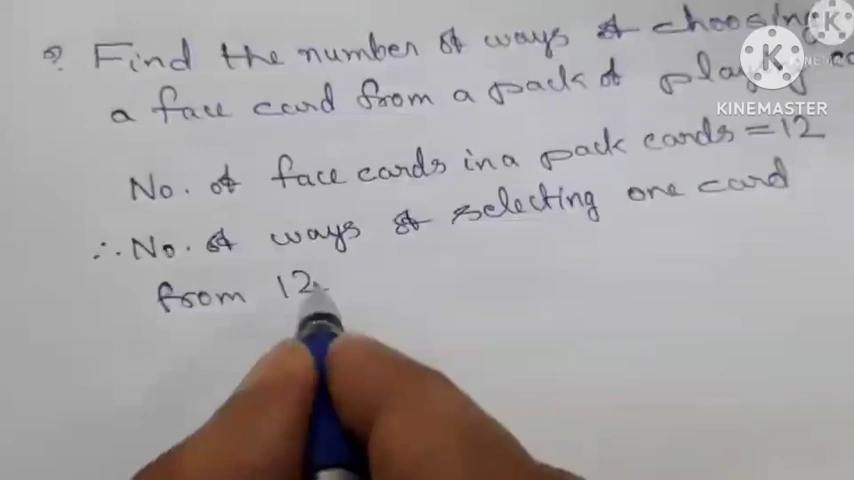 ? Find the number of ways of choosing
a face card from a pack of playing
No. of face cards in a pack cards = 12
∴ No. of ways of selecting one card
from 12
KINEMASTER